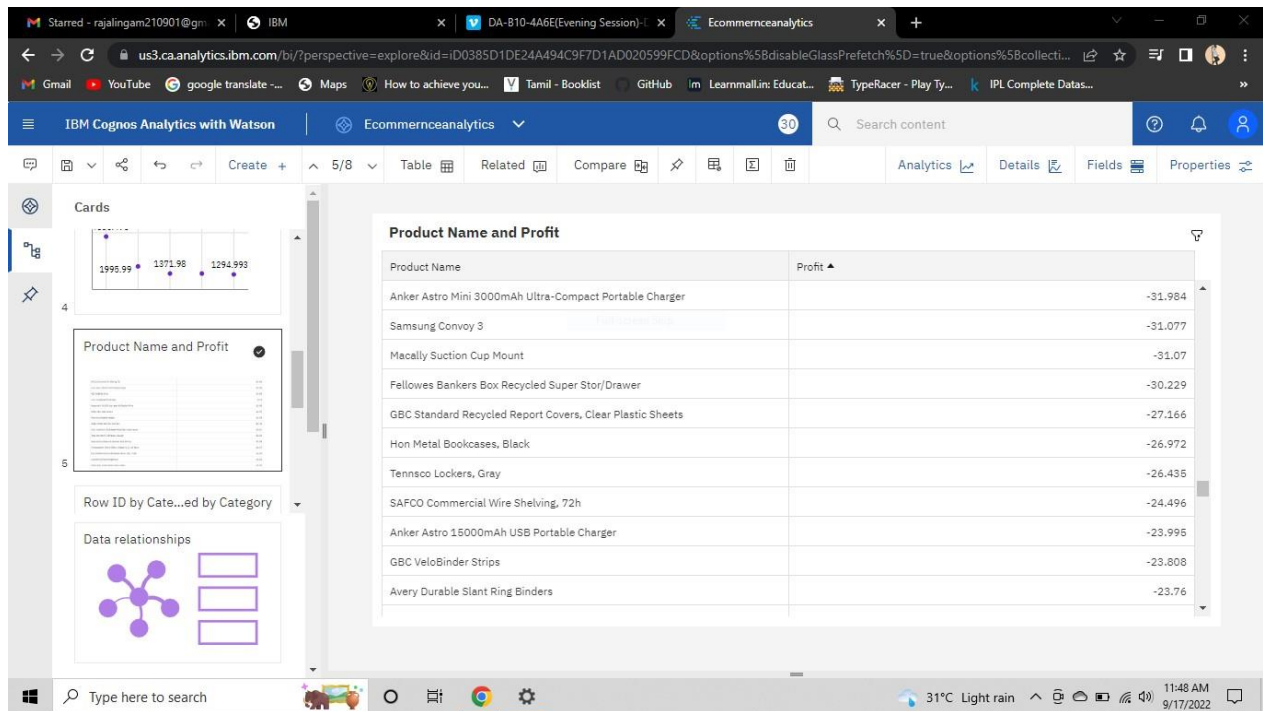 Starred - rajalingam210901@gm
IBM
DA-B10-4A6E(Evening Session)-
Ecommernceanalytics
us3.ca.analytics.ibm.com/bi/?perspective=explore&id=iD0385D1DE24A494C9F7D1AD020599FCD&options%5BdisableGlassPrefetch%5D=true&options%5Bcollecti...
Gmail YouTube google translate -... Maps How to achieve you... Tamil - Booklist GitHub Learnmall.in: Educat... TypeRacer - Play Ty... IPL Complete Datas... »
IBM Cognos Analytics with Watson Ecommernceanalytics 30 Search content
Create + 5/8 Table Related Compare Analytics Details Fields Properties
Cards
1995.99 1371.98 1294.993
4
Product Name and Profit
5
Row ID by Cate...ed by Category
Data relationships
Product Name and Profit
Product Name Profit
Anker Astro Mini 3000mAh Ultra-Compact Portable Charger -31.984
Samsung Convoy 3 -31.077
Macally Suction Cup Mount -31.07
Fellowes Bankers Box Recycled Super Stor/Drawer -30.229
GBC Standard Recycled Report Covers, Clear Plastic Sheets -27.166
Hon Metal Bookcases, Black -26.972
Tennsco Lockers, Gray -26.435
SAFCO Commercial Wire Shelving, 72h -24.496
Anker Astro 15000mAh USB Portable Charger -23.995
GBC VeloBinder Strips -23.808
Avery Durable Slant Ring Binders -23.76
Type here to search
31°C Light rain
11:48 AM
9/17/2022